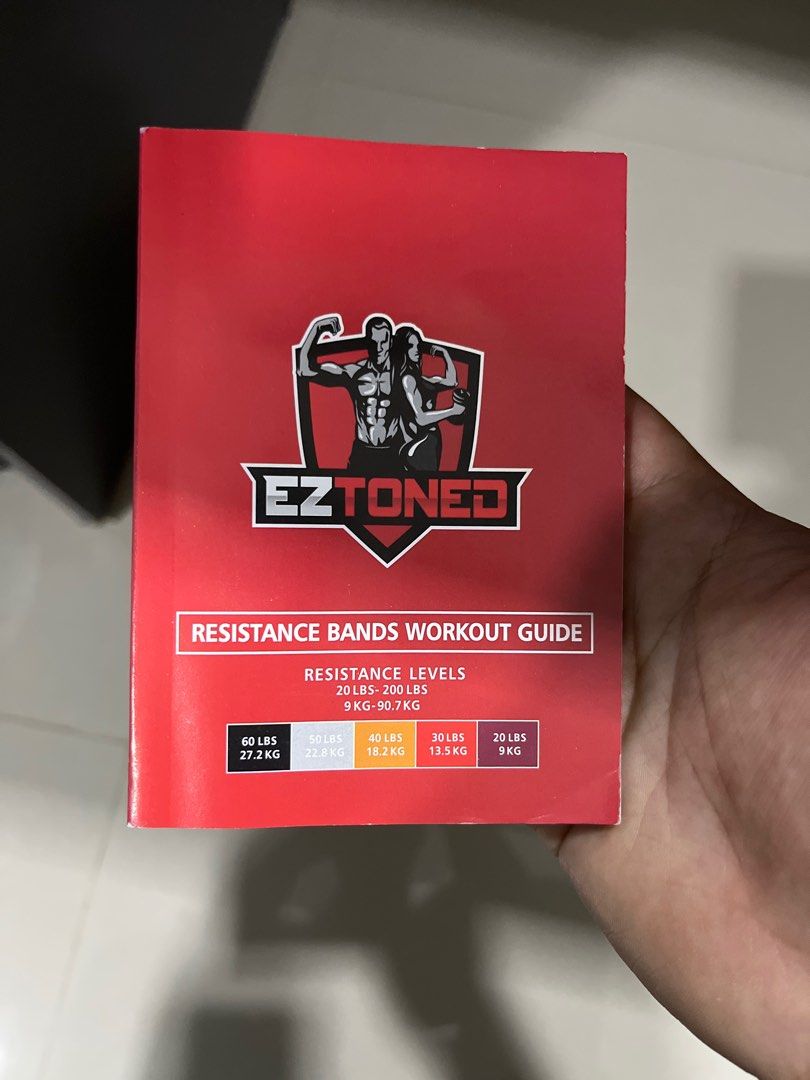 EZTONED
RESISTANCE BANDS WORKOUT GUIDE
RESISTANCE LEVELS
20 LBS- 200 LBS
9 KG-90.7 KG
60 LBS 50 LBS 40 LBS 30 LBS 20 LBS
27.2 KG 22.8 KG 18.2 KG 13.5 KG 9 KG